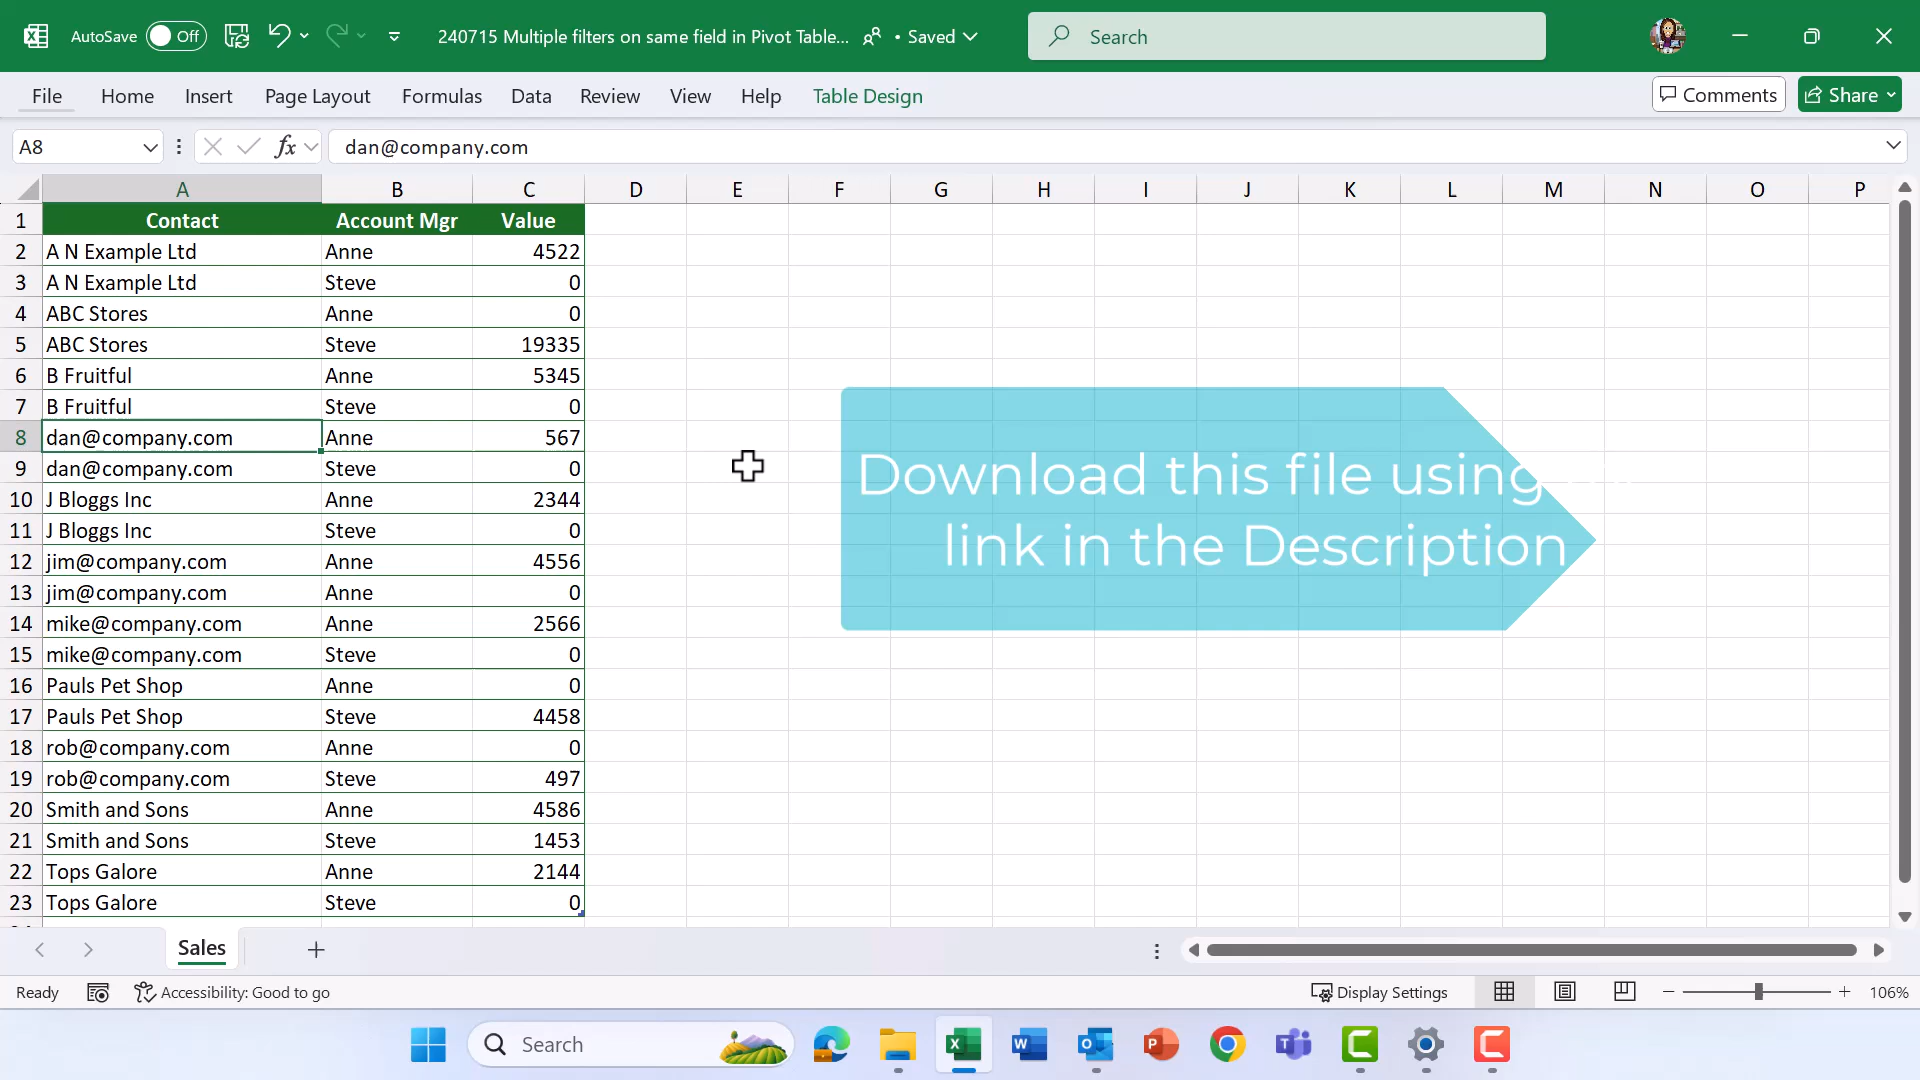 AutoSave Off 240715 Multiple filters on same field in Pivot Table... • Saved Search
File Home Insert Page Layout Formulas Data Review View Help Table Design Comments Share
A8 fx dan@company.com
A B C D E F G H I J K L M N O P
1 Contact Account Mgr Value
2 A N Example Ltd Anne 4522
3 A N Example Ltd Steve 0
4 ABC Stores Anne 0
5 ABC Stores Steve 19335
6 B Fruitful Anne 5345
7 B Fruitful Steve 0
8 dan@company.com Anne 567
9 dan@company.com Steve 0
10 J Bloggs Inc Anne 2344
11 J Bloggs Inc Steve 0
12 jim@company.com Anne 4556
13 jim@company.com Anne 0
14 mike@company.com Anne 2566
15 mike@company.com Steve 0
16 Pauls Pet Shop Anne 0
17 Pauls Pet Shop Steve 4458
18 rob@company.com Anne 0
19 rob@company.com Steve 497
20 Smith and Sons Anne 4586
21 Smith and Sons Steve 1453
22 Tops Galore Anne 2144
23 Tops Galore Steve 0
Download this file using
link in the Description
Sales
Ready Accessibility: Good to go Display Settings 106%
Search